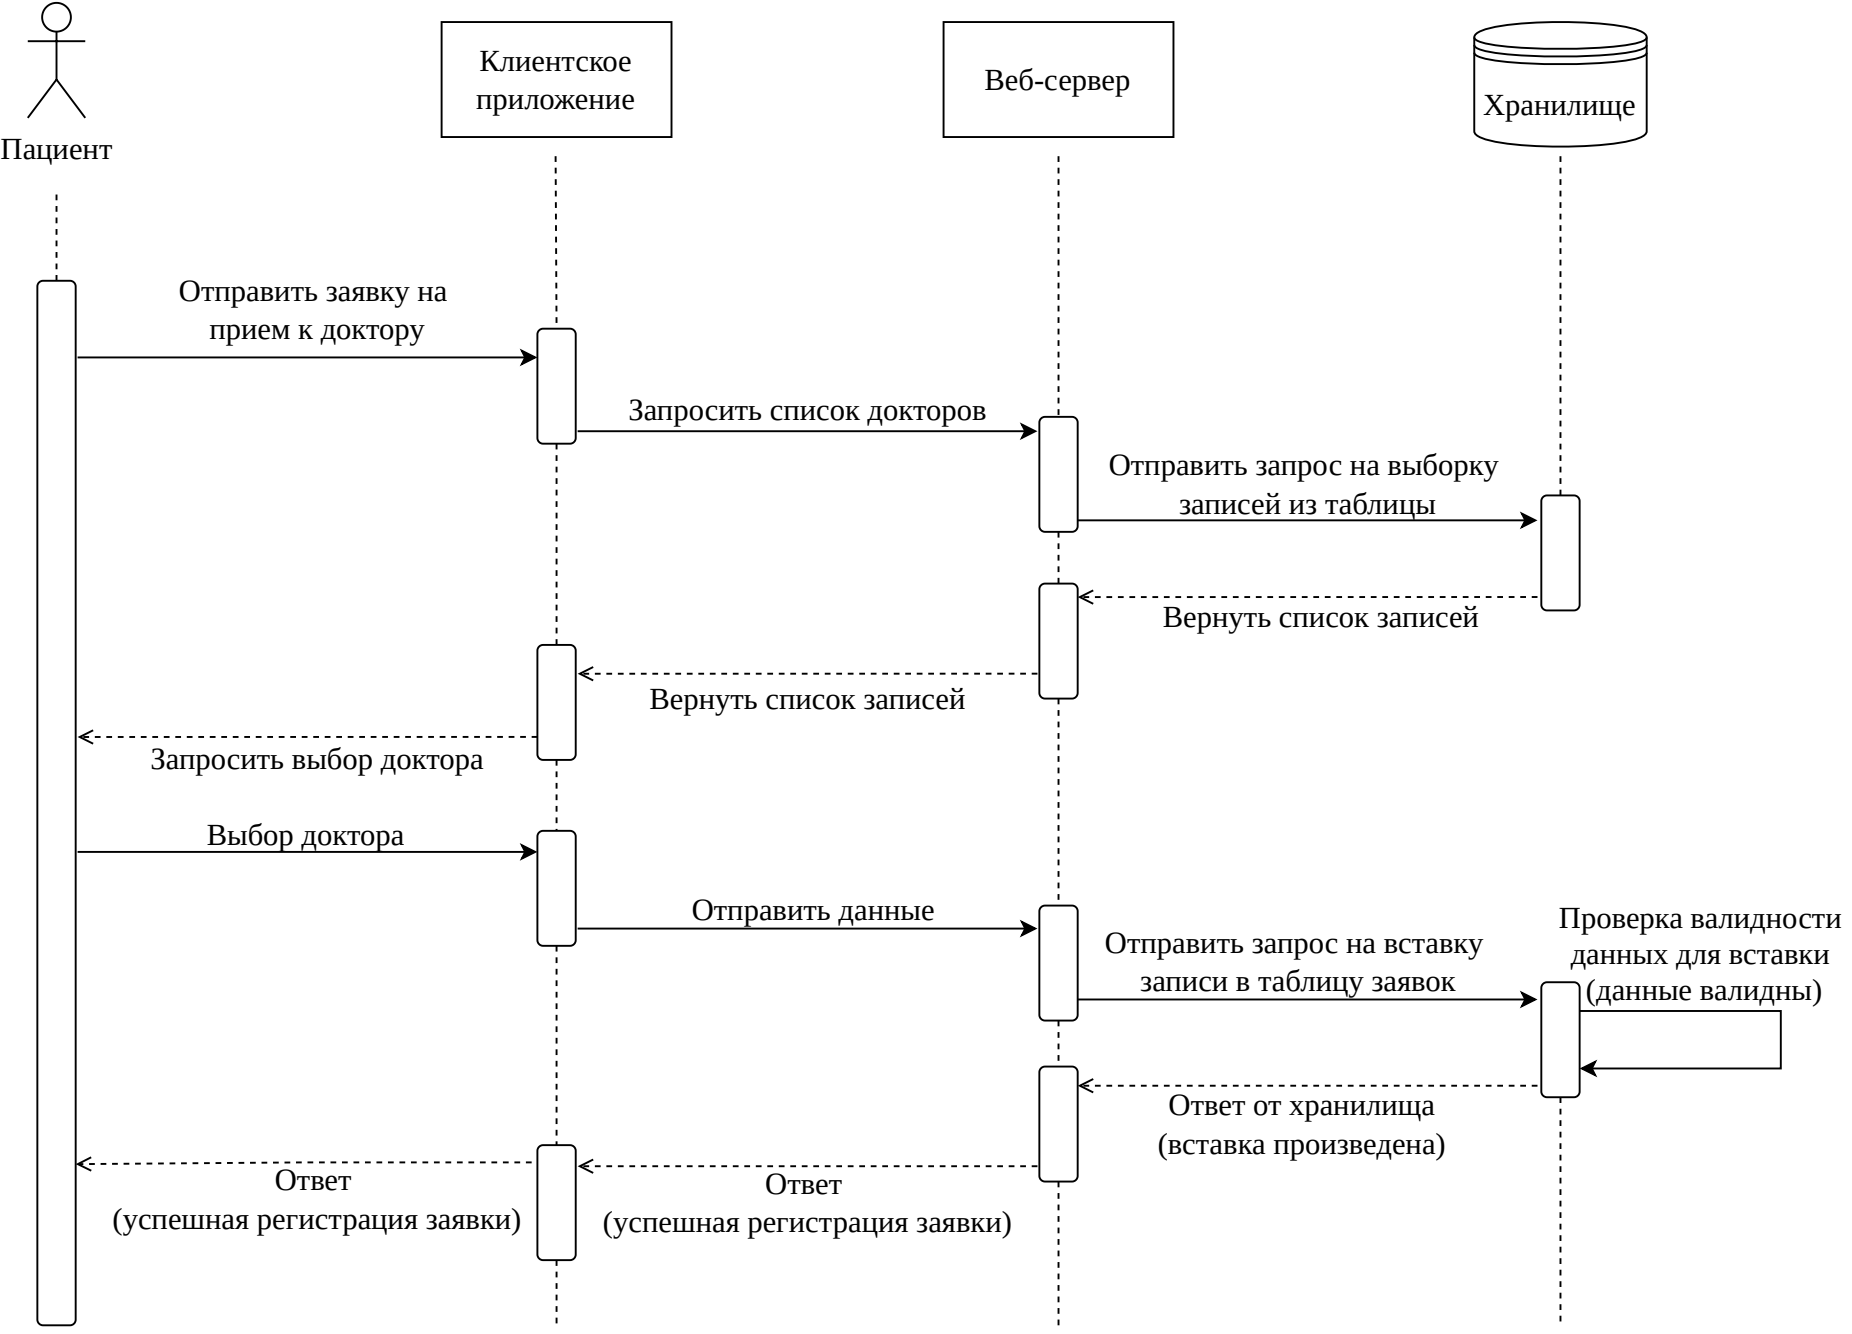 Пациент
Клиентское
приложение
Веб-сервер
Хранилище
Отправить заявку на
прием к доктору
Запросить список докторов
Отправить запрос на выборку
записей из таблицы
Вернуть список записей
Вернуть список записей
Запросить выбор доктора
Выбор доктора
Отправить данные
Отправить запрос на вставку
записи в таблицу заявок
Проверка валидности
данных для вставки
(данные валидны)
Ответ от хранилища
(вставка произведена)
Ответ
(успешная регистрация заявки)
Ответ
(успешная регистрация заявки)